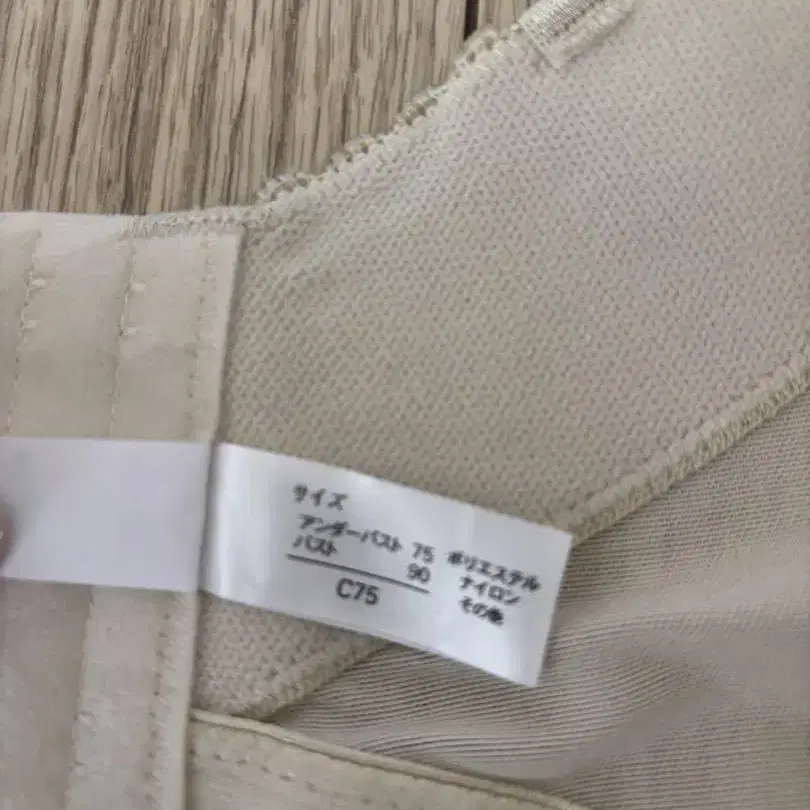 サイズ
アンダーバスト 75
バスト 90
C75
ポリエステル
ナイロン
その他